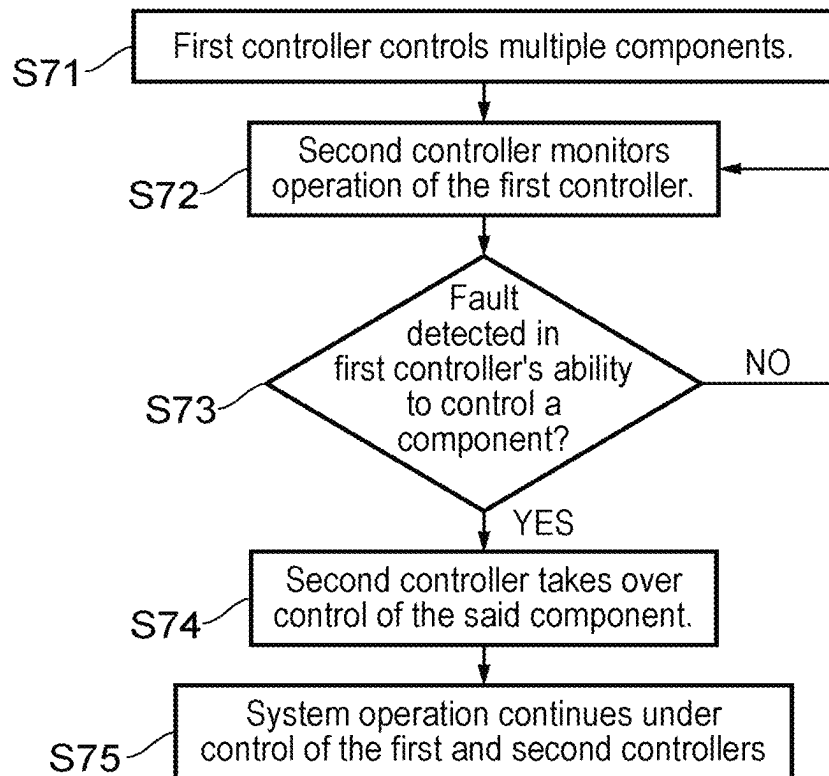 First controller controls multiple components.
S71
Second controller monitors
operation of the first controller.
S72
Fault
detected in
first controller's ability
to control a
component?
NO
S73
YES
Second controller takes over
control of the said component.
S74
System operation continues under
control of the first and second controllers
S75